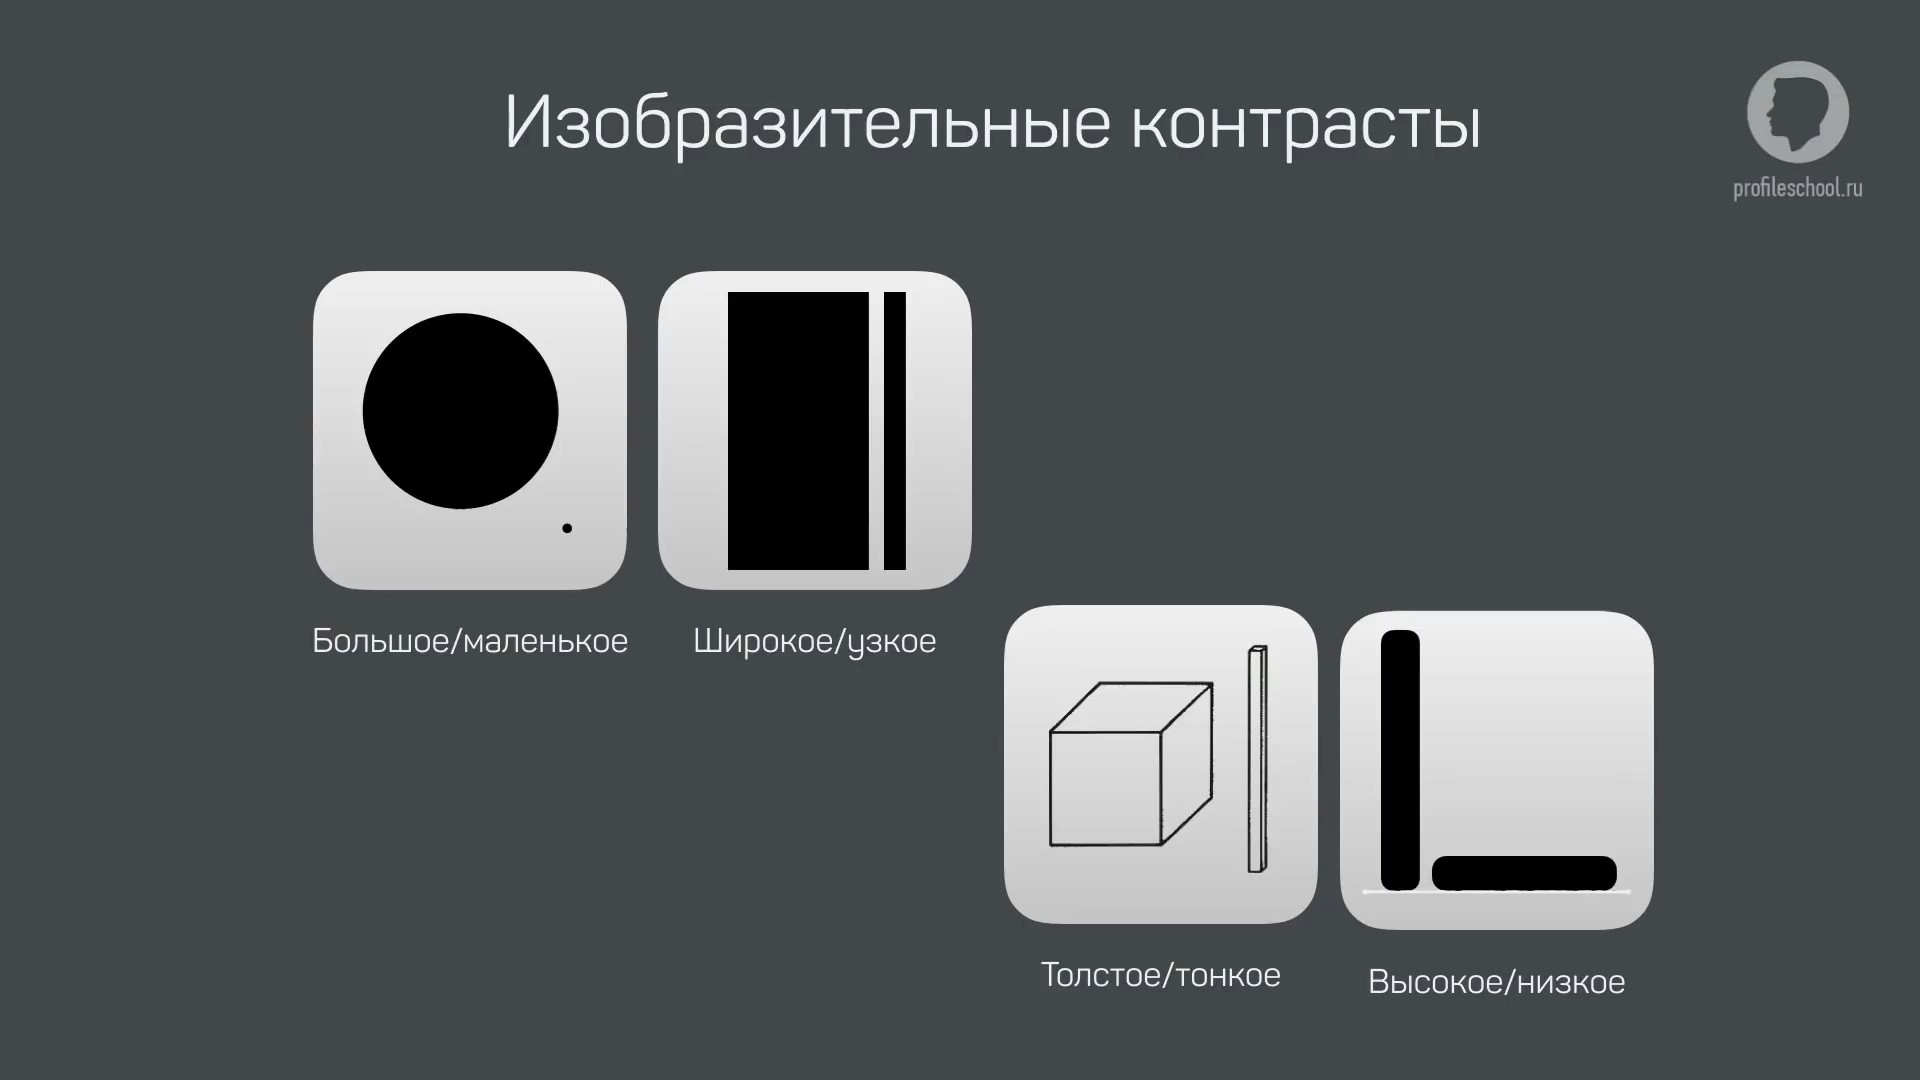 Изобразительные контрасты
profileschool.ru
Большое/маленькое
Широкое/узкое
Толстое/тонкое
Высокое/низкое